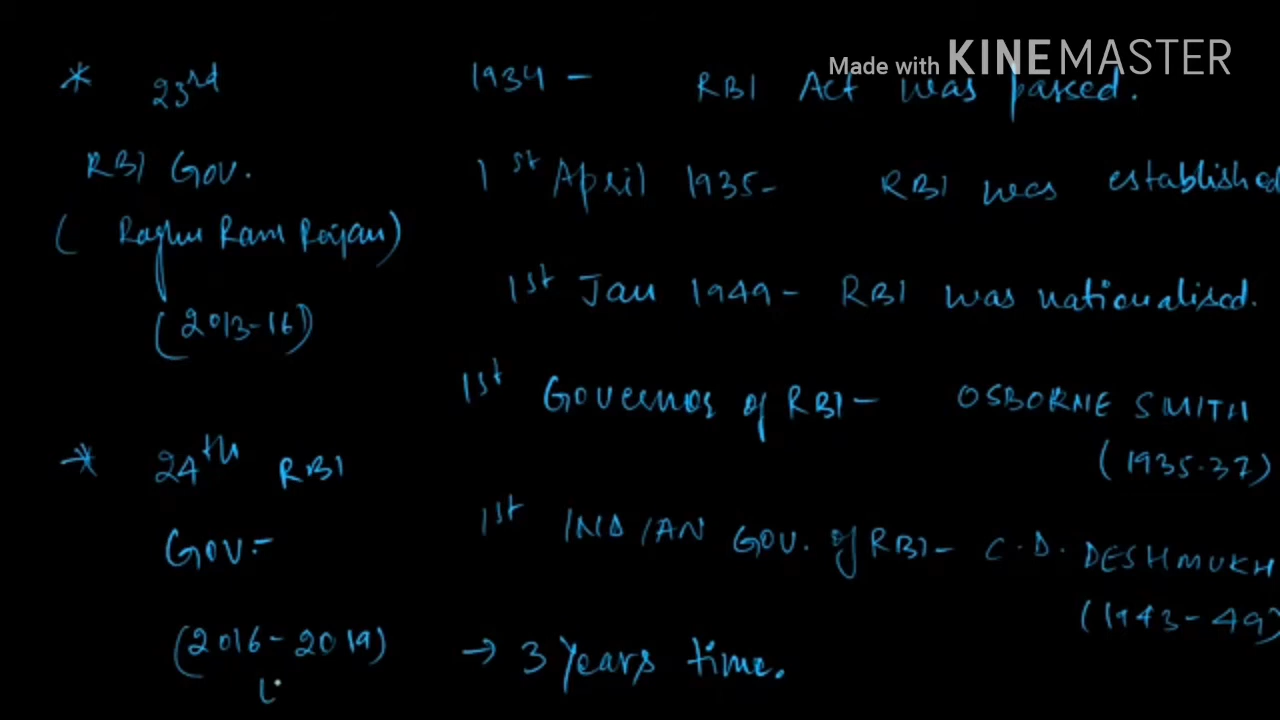 Made with KINEMASTER
* 23rd
RBI Gov.
( Raghu Ram Rajan)
(2013-16)
* 24th RBI
Gov:-
(2016-2019)
1934 - RBI Act was passed.
1st April 1935- RBI was established
1st Jan 1949- RBI was nationalised.
1st Governor of RBI- OSBORNE SMITH
(1935-37)
1st INDIAN GOV. of RBI- C.D. DESHMUKH
(1943-49)
→ 3 years time.